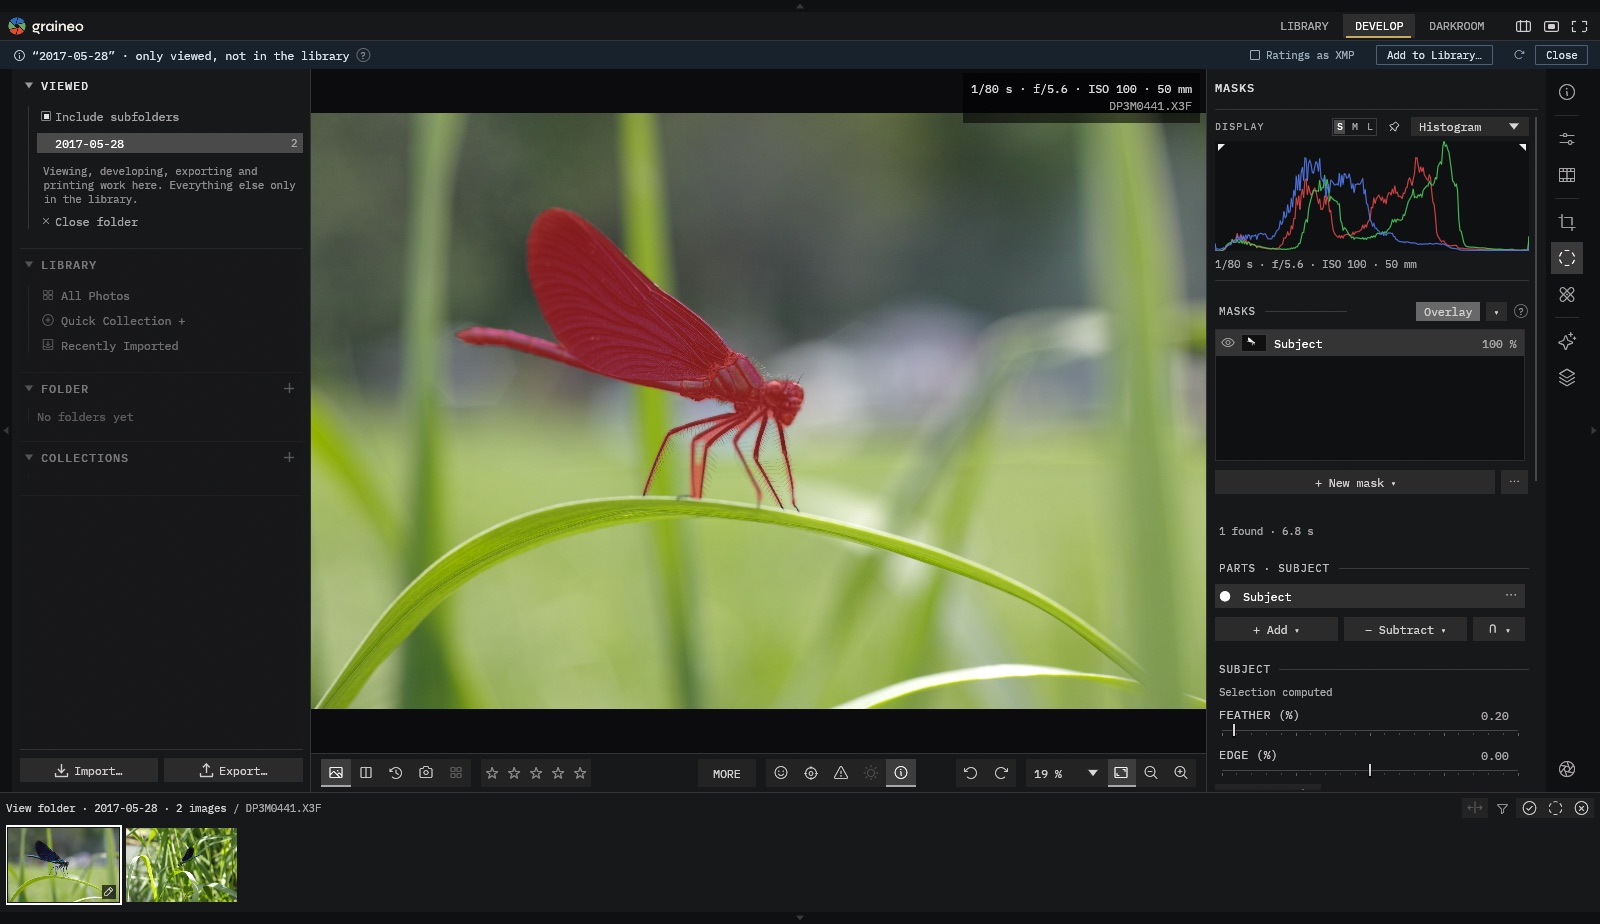 graineo
LIBRARY
DEVELOP
DARKROOM
“2017-05-28” · only viewed, not in the library ?
Ratings as XMP
Add to Library…
Close
VIEWED
Include subfolders
2017-05-28 2
Viewing, developing, exporting and
printing work here. Everything else only
in the library.
× Close folder
LIBRARY
All Photos
Quick Collection +
Recently Imported
FOLDER +
No folders yet
COLLECTIONS +
Import…
Export…
1/80 s · f/5.6 · ISO 100 · 50 mm
DP3M0441.X3F
MORE
19 %
MASKS
DISPLAY
S M L
Histogram
1/80 s · f/5.6 · ISO 100 · 50 mm
MASKS
Overlay
?
Subject 100 %
+ New mask
...
1 found · 6.8 s
PARTS · SUBJECT
Subject ...
+ Add
− Subtract
∩
SUBJECT
Selection computed
FEATHER (%) 0.20
EDGE (%) 0.00
View folder · 2017-05-28 · 2 images / DP3M0441.X3F